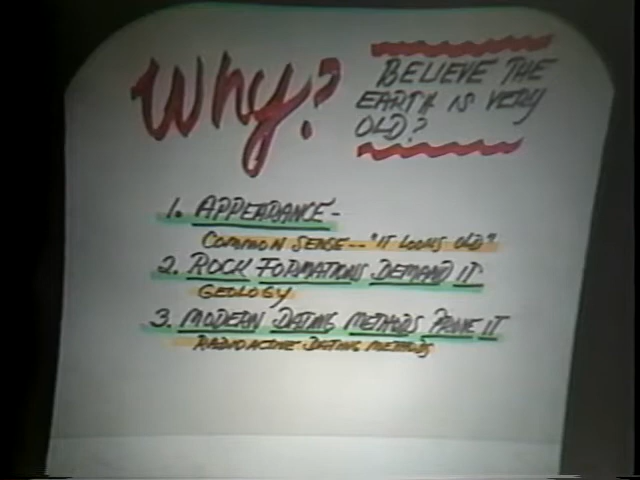 Why?
BELIEVE THE
EARTH IS VERY
OLD?
1. APPEARANCE-
COMMON SENSE--"IT LOOKS OLD"
2. ROCK FORMATIONS DEMAND IT
GEOLOGY
3. MODERN DATING METHODS PROVE IT
RADIOACTIVE DATING METHODS